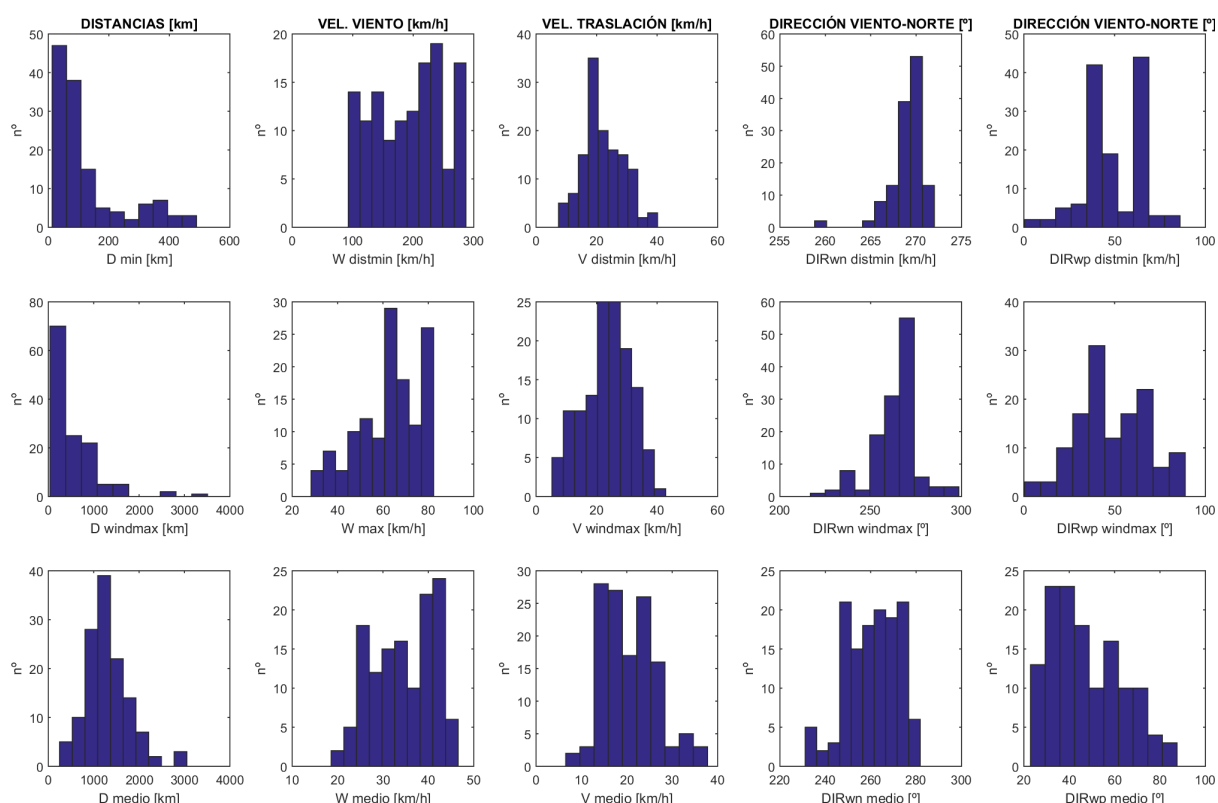 DISTANCIAS [km]
VEL. VIENTO [km/h]
VEL. TRASLACIÓN [km/h]
DIRECCIÓN VIENTO-NORTE [º]
DIRECCIÓN VIENTO-NORTE [º]
50
40
30
20
10
0
nº
0 200 400 600
D min [km]
20
15
10
5
0
nº
0 100 200 300
W distmin [km/h]
40
30
20
10
0
nº
0 20 40 60
V distmin [km/h]
60
50
40
30
20
10
0
nº
255 260 265 270 275
DIRwn distmin [km/h]
50
40
30
20
10
0
nº
0 50 100
DIRwp distmin [km/h]
80
60
40
20
0
nº
0 1000 2000 3000 4000
D windmax [km]
30
25
20
15
10
5
0
nº
20 40 60 80 100
W max [km/h]
25
20
15
10
5
0
nº
0 20 40 60
V windmax [km/h]
60
50
40
30
20
10
0
nº
200 250 300
DIRwn windmax [º]
40
30
20
10
0
nº
0 50 100
DIRwp windmax [º]
40
30
20
10
0
nº
0 1000 2000 3000 4000
D medio [km]
25
20
15
10
5
0
nº
10 20 30 40 50
W medio [km/h]
30
25
20
15
10
5
0
nº
0 10 20 30 40
V medio [km/h]
25
20
15
10
5
0
nº
220 240 260 280 300
DIRwn medio [º]
25
20
15
10
5
0
nº
20 40 60 80 100
DIRwp medio [º]